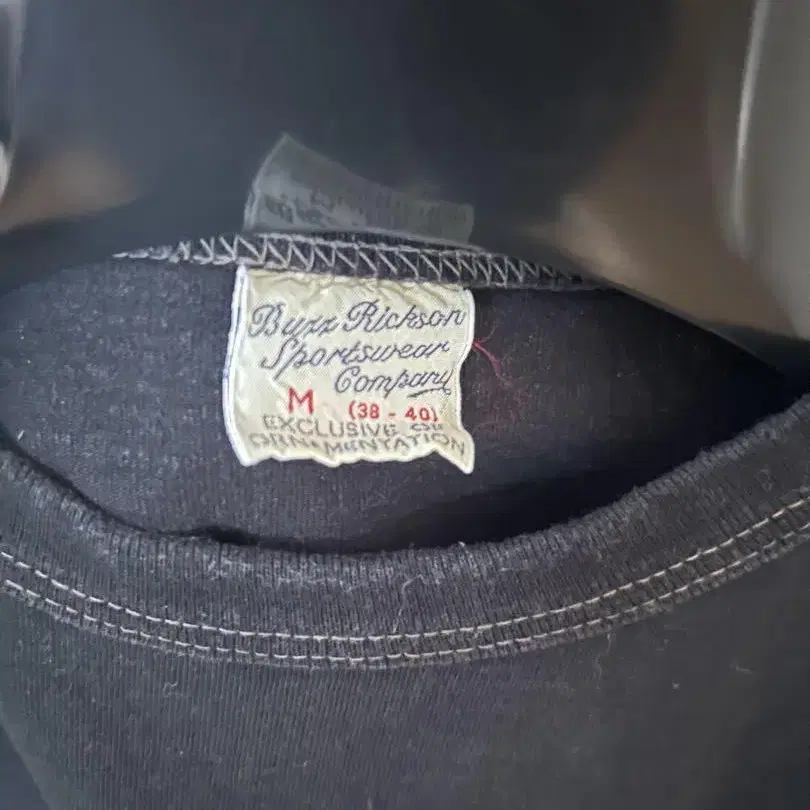 Buzz Rickson
Sportswear
Company
M (38 - 40)
EXCLUSIVE OF
ORNAMENTATION